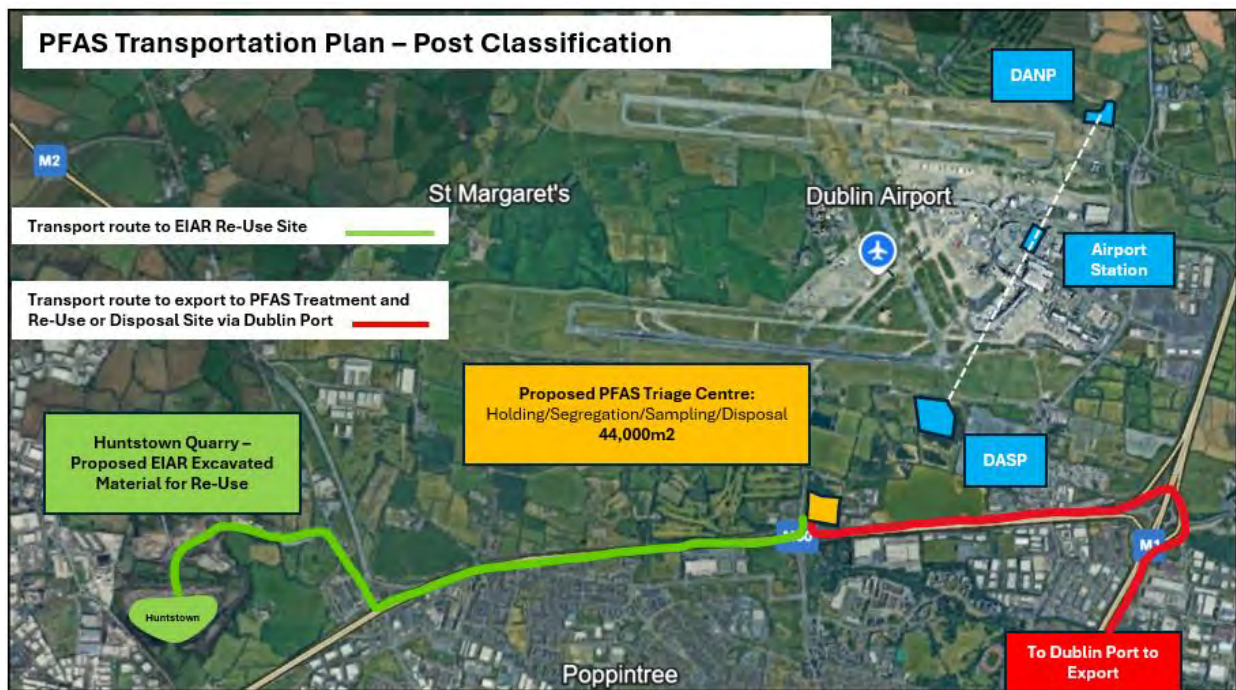 PFAS Transportation Plan – Post Classification
DANP
M2
St Margaret's
Dublin Airport
Transport route to EIAR Re-Use Site
Airport
Station
Transport route to export to PFAS Treatment and
Re-Use or Disposal Site via Dublin Port
Proposed PFAS Triage Centre:
Holding/Segregation/Sampling/Disposal
44,000m2
Huntstown Quarry –
Proposed EIAR Excavated
Material for Re-Use
DASP
M1
Huntstown
To Dublin Port to
Export
Poppintree